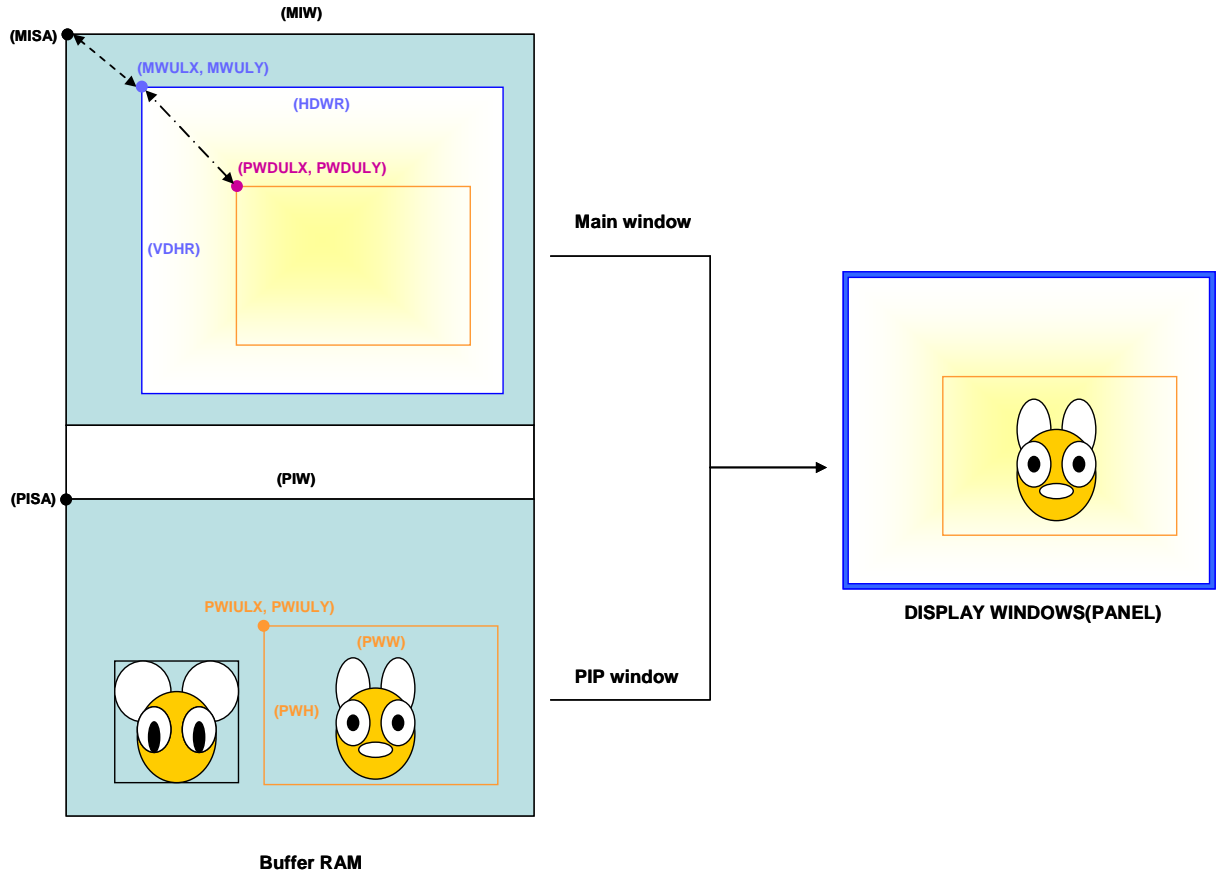 (MIW)
(MISA)
(MWULX, MWULY)
(HDWR)
(PWDULX, PWDULY)
(VDHR)
Main window
(PIW)
(PISA)
PWIULX, PWIULY)
(PWW)
(PWH)
PIP window
DISPLAY WINDOWS(PANEL)
Buffer RAM